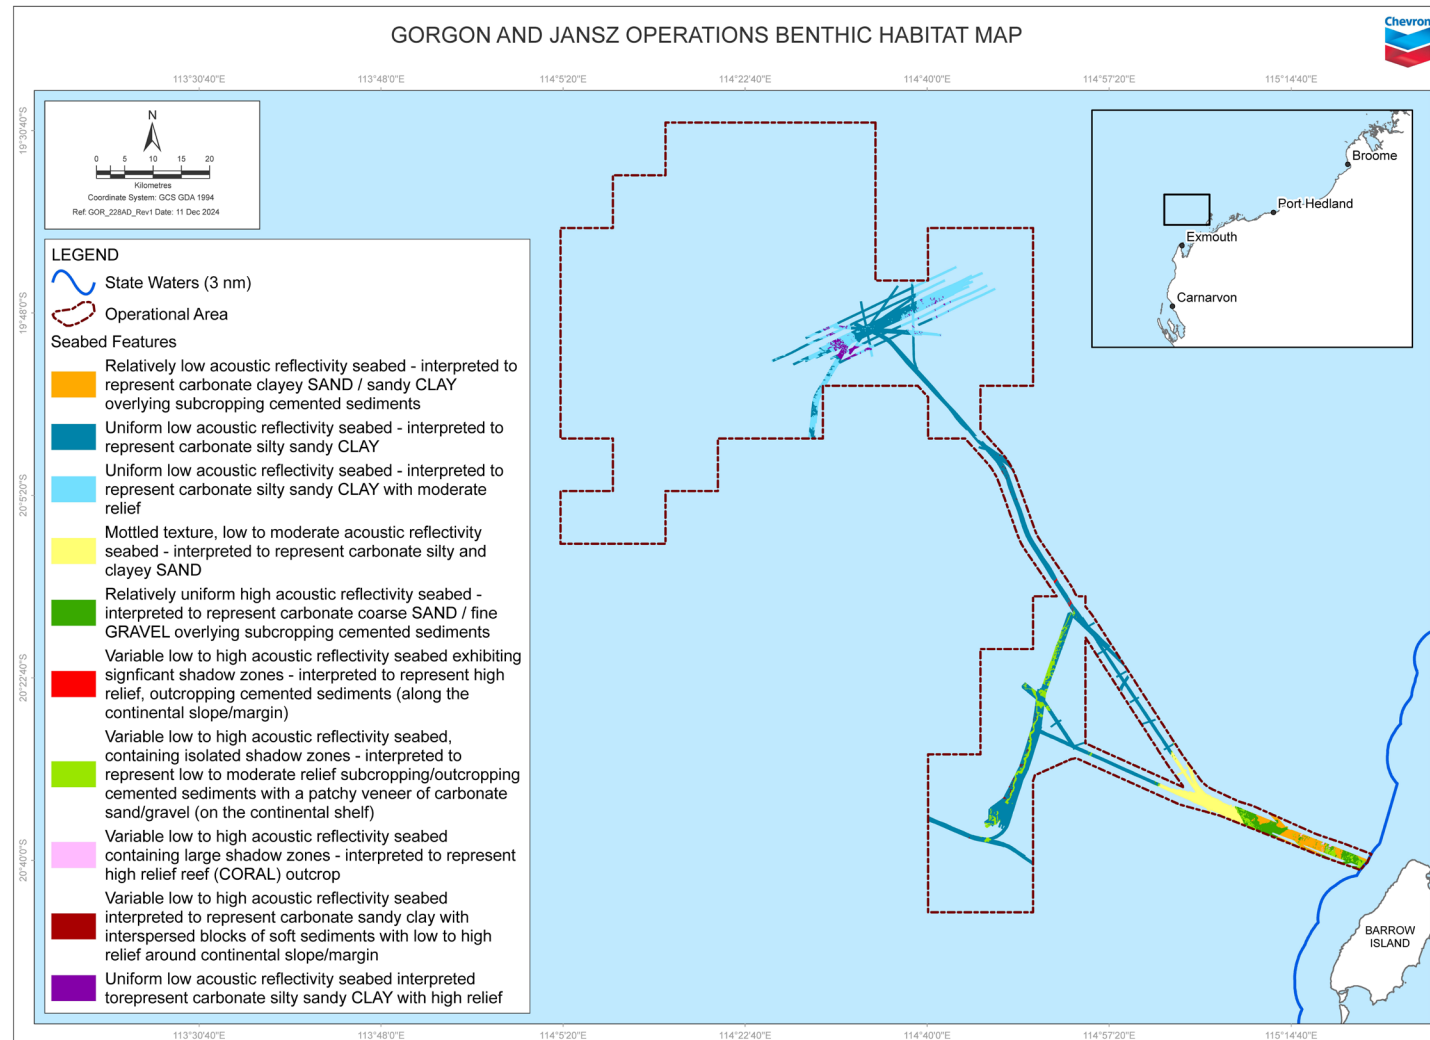 GORGON AND JANSZ OPERATIONS BENTHIC HABITAT MAP
Chevron
113°30'40"E 113°48'0"E 114°5'20"E 114°22'40"E 114°40'0"E 114°57'20"E 115°14'40"E
19°30'40"S
19°48'0"S
20°5'20"S
20°22'40"S
20°40'0"S
N
0 5 10 15 20
Kilometres
Coordinate System: GCS GDA 1994
Ref: GOR_228AD_Rev1 Date: 11 Dec 2024
Broome
Port Hedland
Exmouth
Carnarvon
LEGEND
State Waters (3 nm)
Operational Area
Seabed Features
Relatively low acoustic reflectivity seabed - interpreted to
represent carbonate clayey SAND / sandy CLAY
overlying subcropping cemented sediments
Uniform low acoustic reflectivity seabed - interpreted to
represent carbonate silty sandy CLAY
Uniform low acoustic reflectivity seabed - interpreted to
represent carbonate silty sandy CLAY with moderate
relief
Mottled texture, low to moderate acoustic reflectivity
seabed - interpreted to represent carbonate silty and
clayey SAND
Relatively uniform high acoustic reflectivity seabed -
interpreted to represent carbonate coarse SAND / fine
GRAVEL overlying subcropping cemented sediments
Variable low to high acoustic reflectivity seabed exhibiting
signficant shadow zones - interpreted to represent high
relief, outcropping cemented sediments (along the
continental slope/margin)
Variable low to high acoustic reflectivity seabed,
containing isolated shadow zones - interpreted to
represent low to moderate relief subcropping/outcropping
cemented sediments with a patchy veneer of carbonate
sand/gravel (on the continental shelf)
Variable low to high acoustic reflectivity seabed
containing large shadow zones - interpreted to represent
high relief reef (CORAL) outcrop
Variable low to high acoustic reflectivity seabed
interpreted to represent carbonate sandy clay with
interspersed blocks of soft sediments with low to high
relief around continental slope/margin
Uniform low acoustic reflectivity seabed interpreted
torepresent carbonate silty sandy CLAY with high relief
BARROW
ISLAND
113°30'40"E 113°48'0"E 114°5'20"E 114°22'40"E 114°40'0"E 114°57'20"E 115°14'40"E